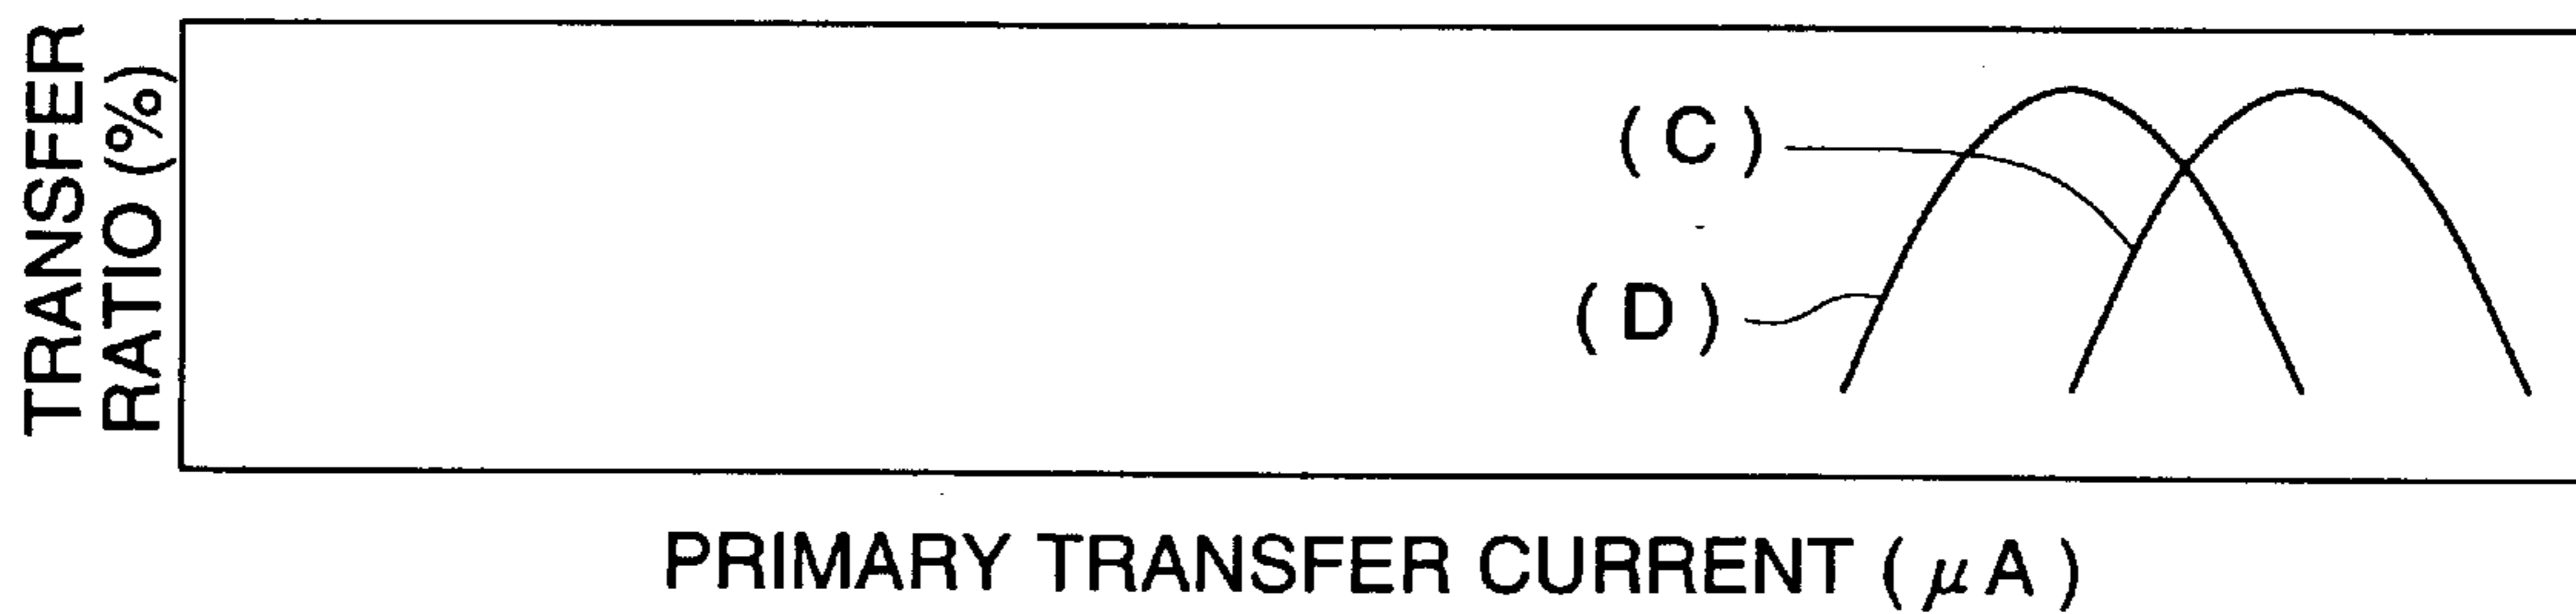 TRANSFER
RATIO (%)
(C)
(D)
PRIMARY TRANSFER CURRENT (μA)